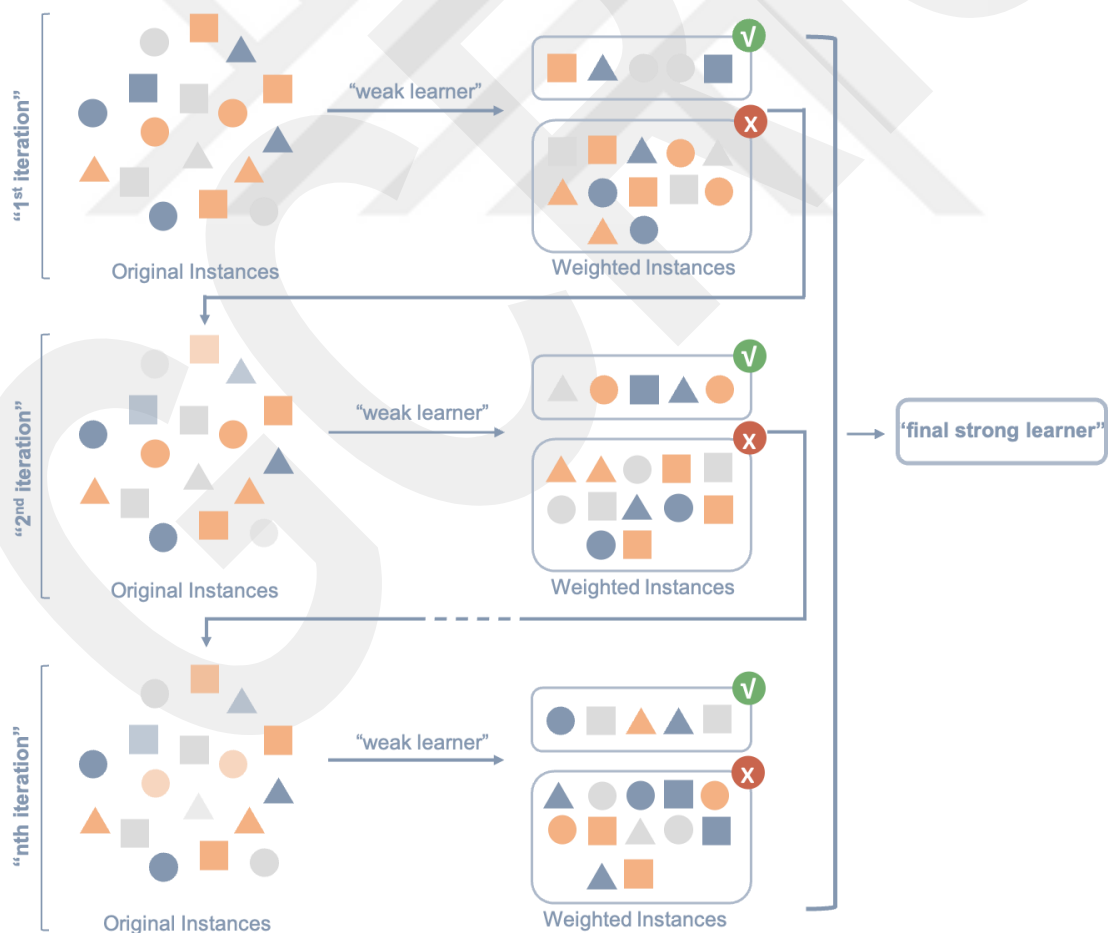 "1st iteration"
"weak learner"
√
X
Original Instances
Weighted Instances
"2nd iteration"
"weak learner"
√
X
Original Instances
Weighted Instances
'final strong learner"
"nth iteration"
"weak learner"
√
X
Original Instances
Weighted Instances